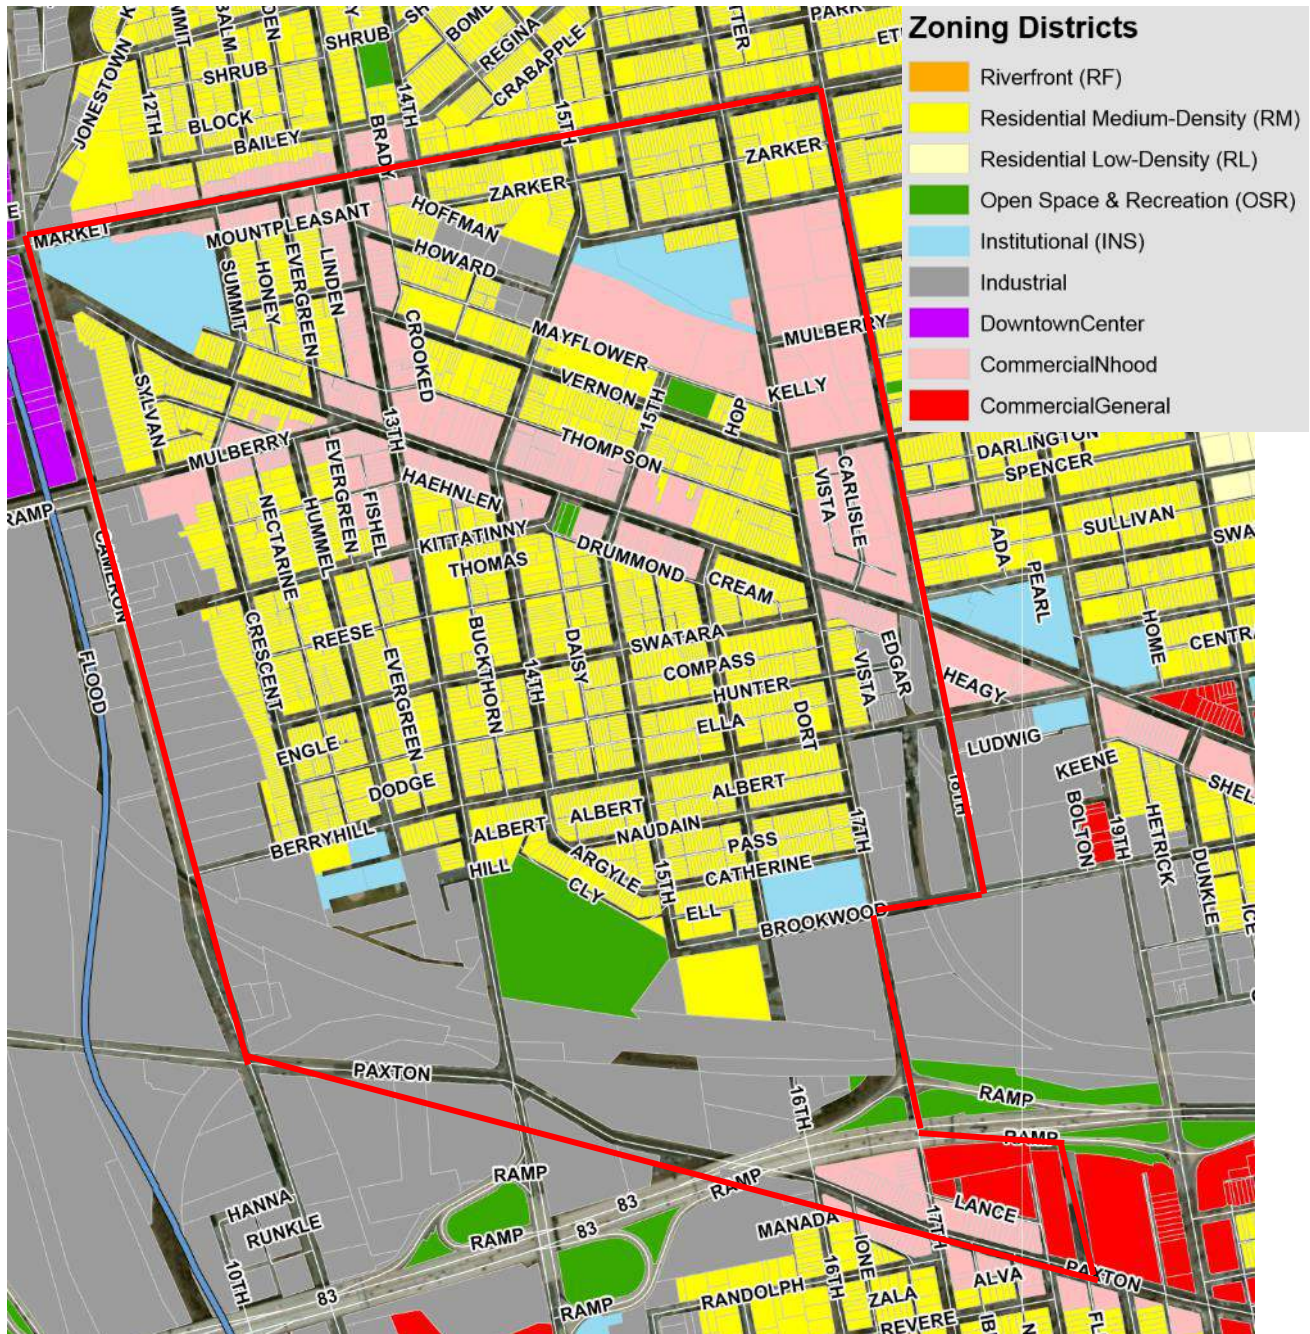 Zoning Districts
Riverfront (RF)
Residential Medium-Density (RM)
Residential Low-Density (RL)
Open Space & Recreation (OSR)
Institutional (INS)
Industrial
DowntownCenter
CommercialNhood
CommercialGeneral
SHRUB
REGINA
CRABAPPLE
JONESTOWN
SHRUB
12TH
BLOCK
BAILEY
14TH
BRADY
15TH
ZARKER
ZARKER
MARKET
MOUNTPLEASANT
HOFFMAN
HOWARD
SUMMIT
HONEY
EVERGREEN
LINDEN
CROOKED
MAYFLOWER
VERNON
MULBERRY
KELLY
HOP
15TH
THOMPSON
SYLVAN
MULBERRY
13TH
HAEHNLEN
EVERGREEN
FISHEL
HUMMEL
NECTARINE
KITTATINNY
THOMAS
DRUMMOND
CREAM
VISTA
CARLISLE
DARLINGTON
SPENCER
SULLIVAN
ADA
PEARL
HOME
RAMP
CAMERON
FLOOD
CRESCENT
REESE
EVERGREEN
BUCKTHORN
14TH
DAISY
SWATARA
COMPASS
HUNTER
ELLA
DORT
VISTA
EDGAR
HEAGY
LUDWIG
KEENE
BOLTON
19TH
HETRICK
DUNKLE
ENGLE
DODGE
BERRYHILL
ALBERT
ALBERT
ALBERT
NAUDAIN
PASS
CATHERINE
17TH
18TH
HILL
ARGYLE
CLY
15TH
ELL
BROOKWOOD
PAXTON
16TH
RAMP
RAMP
RAMP
RAMP
RAMP
RAMP
83
83
83
HANNA
RUNKLE
10TH
MANADA
LANCE
17TH
16TH
IONE
ALVA
PAXTON
RANDOLPH
ZALA
REVERE